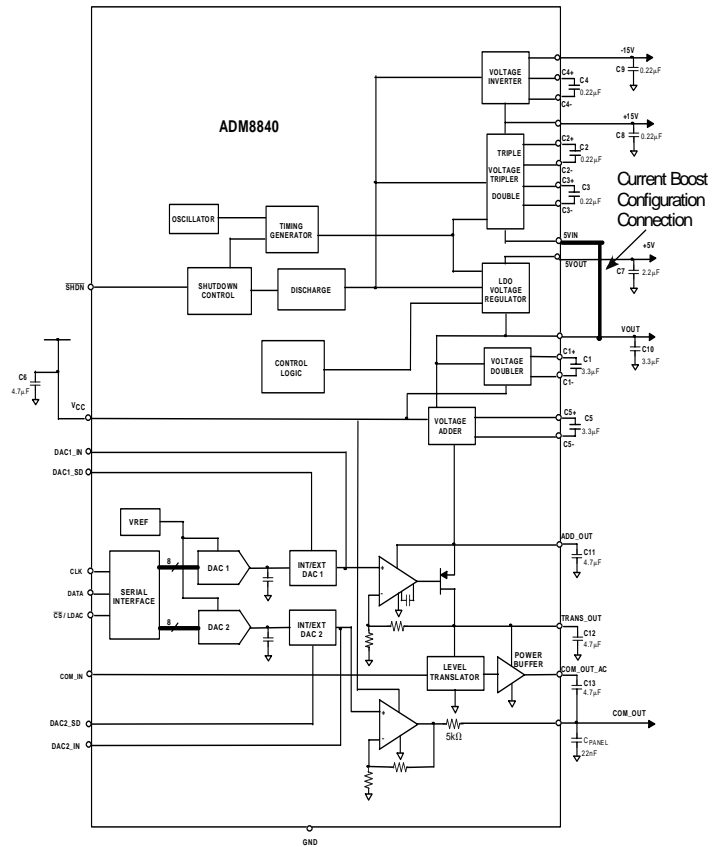 ADM8840
VOLTAGE
INVERTER
-15V
C9
0.22µF
C4+
C4
0.22µF
C4-
+15V
C8
0.22µF
TRIPLE
VOLTAGE
TRIPLER
DOUBLE
C2+
C2
0.22µF
C2-
C3+
C3
0.22µF
C3-
Current Boost
Configuration
Connection
OSCILLATOR
TIMING
GENERATOR
5VIN
+5V
5VOUT
C7
2.2µF
SHDN
SHUTDOWN
CONTROL
DISCHARGE
LDO
VOLTAGE
REGULATOR
VOUT
C10
3.3µF
CONTROL
LOGIC
VOLTAGE
DOUBLER
C1+
C1
3.3µF
C1-
C6
4.7µF
VCC
VOLTAGE
ADDER
C5+
C5
3.3µF
C5-
DAC1_IN
DAC1_SD
VREF
ADD_OUT
C11
4.7µF
CLK
DATA
CS / LDAC
SERIAL
INTERFACE
8
DAC 1
INT/EXT
DAC 1
+
-
8
DAC 2
INT/EXT
DAC 2
TRANS_OUT
C12
4.7µF
COM_IN
LEVEL
TRANSLATOR
POWER
BUFFER
COM_OUT_AC
C13
4.7µF
DAC2_SD
DAC2_IN
+
-
5kΩ
COM_OUT
CPANEL
22nF
GND